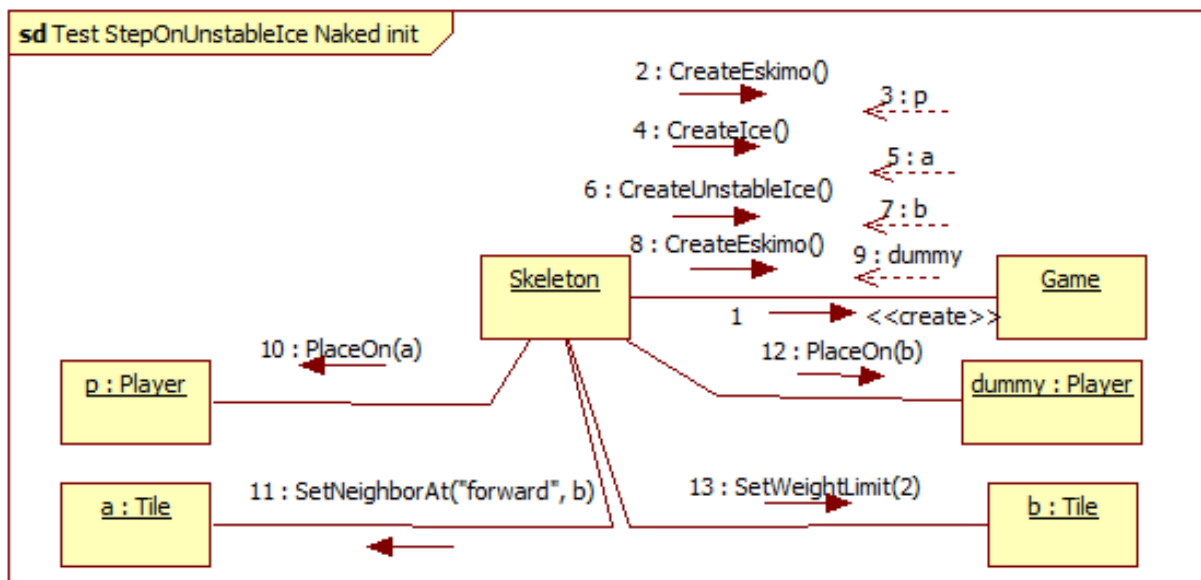 sd Test StepOnUnstableIce Naked init
2 : CreateEskimo()
3 : p
4 : CreateIce()
5 : a
6 : CreateUnstableIce()
7 : b
8 : CreateEskimo()
9 : dummy
Skeleton
Game
1
<<create>>
10 : PlaceOn(a)
12 : PlaceOn(b)
p : Player
dummy : Player
11 : SetNeighborAt("forward", b)
13 : SetWeightLimit(2)
a : Tile
b : Tile